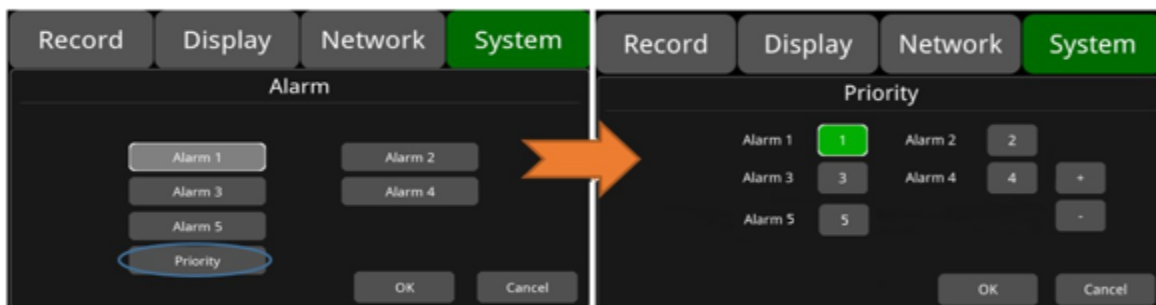 Record Display Network System
Alarm
Alarm 1 Alarm 2
Alarm 3 Alarm 4
Alarm 5
Priority
OK Cancel
Record Display Network System
Priority
Alarm 1 1 Alarm 2 2
Alarm 3 3 Alarm 4 4 +
Alarm 5 5 -
OK Cancel